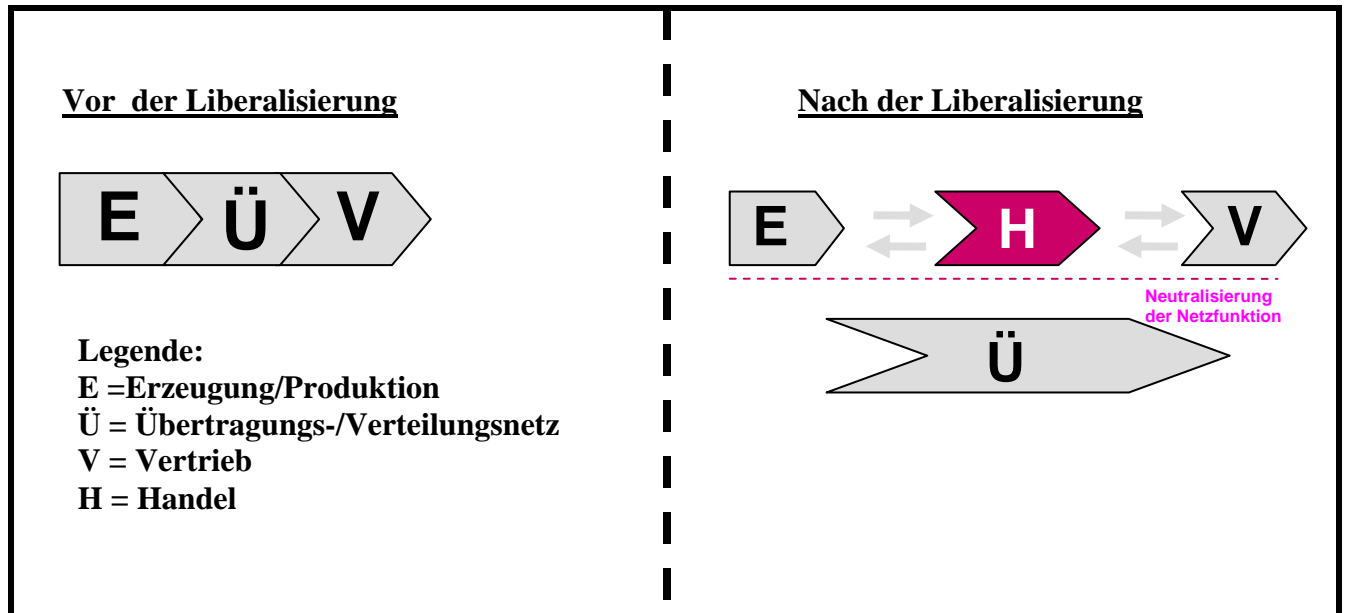 Vor der Liberalisierung
E Ü V
Legende:
E =Erzeugung/Produktion
Ü = Übertragungs-/Verteilungsnetz
V = Vertrieb
H = Handel
Nach der Liberalisierung
E H V
Neutralisierung
der Netzfunktion
Ü